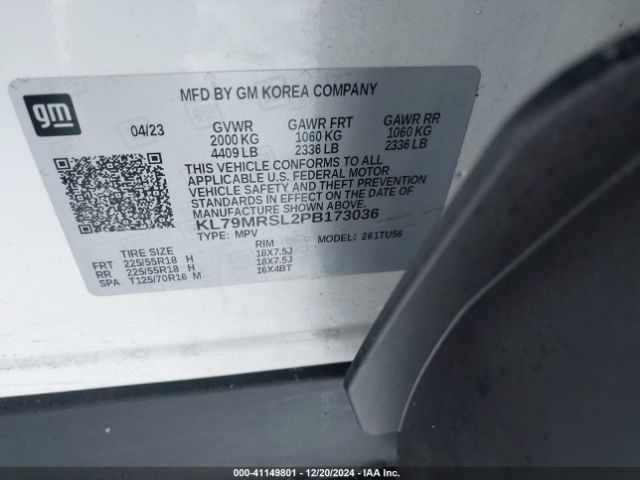 gm
MFD BY GM KOREA COMPANY
04/23 GVWR GAWR FRT GAWR RR
2000 KG 1060 KG 1060 KG
4409 LB 2336 LB 2336 LB
THIS VEHICLE CONFORMS TO ALL
APPLICABLE U.S. FEDERAL MOTOR
VEHICLE SAFETY AND THEFT PREVENTION
STANDARDS IN EFFECT ON THE DATE OF
MANUFACTURE SHOWN ABOVE.
KL79MRSL2PB173036
TYPE: MPV MODEL: 261TU56
TIRE SIZE RIM
FRT 225/55R18 H 18X7.5J
RR 225/55R18 H 18X7.5J
SPA T125/70R16 M 16X4BT
000-41149801 - 12/20/2024 - IAA Inc.